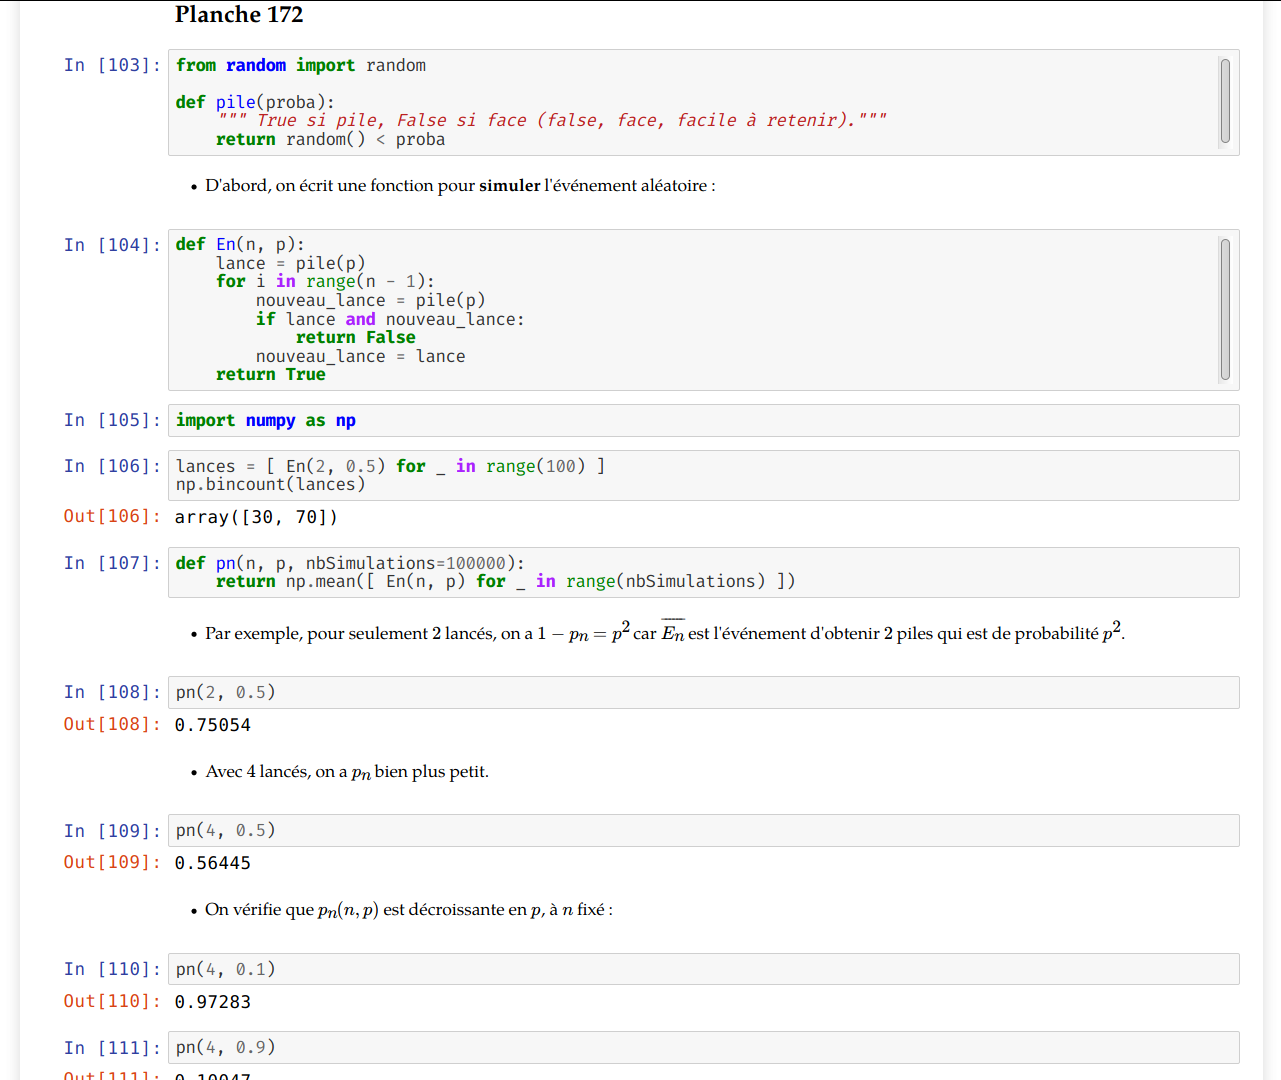 Planche 172
In [103]: from random import random
def pile(proba):
""" True si pile, False si face (false, face, facile à retenir)."""
return random() < proba
• D'abord, on écrit une fonction pour simuler l'événement aléatoire :
In [104]: def En(n, p):
lance = pile(p)
for i in range(n - 1):
nouveau_lance = pile(p)
if lance and nouveau_lance:
return False
nouveau_lance = lance
return True
In [105]: import numpy as np
In [106]: lances = [ En(2, 0.5) for _ in range(100) ]
np.bincount(lances)
Out[106]: array([30, 70])
In [107]: def pn(n, p, nbSimulations=100000):
return np.mean([ En(n, p) for _ in range(nbSimulations) ])
• Par exemple, pour seulement 2 lancés, on a 1 − pₙ = p² car E̅ₙ̅ est l'événement d'obtenir 2 piles qui est de probabilité p².
In [108]: pn(2, 0.5)
Out[108]: 0.75054
• Avec 4 lancés, on a pₙ bien plus petit.
In [109]: pn(4, 0.5)
Out[109]: 0.56445
• On vérifie que pₙ(n, p) est décroissante en p, à n fixé :
In [110]: pn(4, 0.1)
Out[110]: 0.97283
In [111]: pn(4, 0.9)
Out[111]: 0.10047